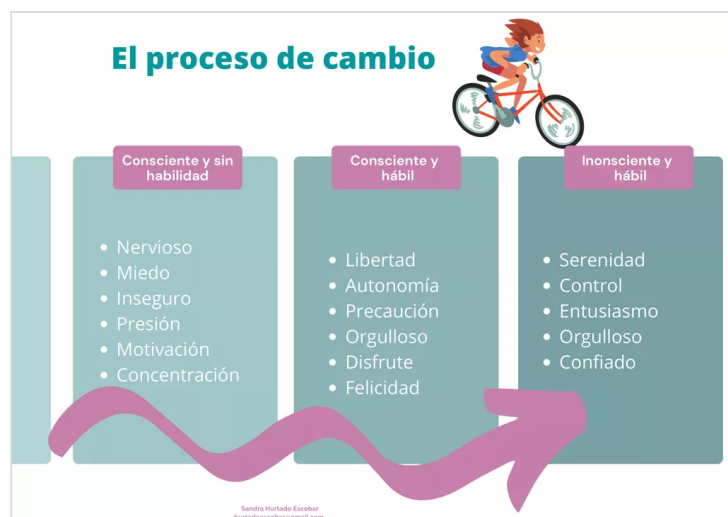 El proceso de cambio
Consciente y sin
habilidad
Nervioso
Miedo
Inseguro
Presión
Motivación
Concentración
Consciente y
hábil
Libertad
Autonomía
Precaución
Orgulloso
Disfrute
Felicidad
Inonsciente y
hábil
Serenidad
Control
Entusiasmo
Orgulloso
Confiado
Sandra Hurtado Escobar